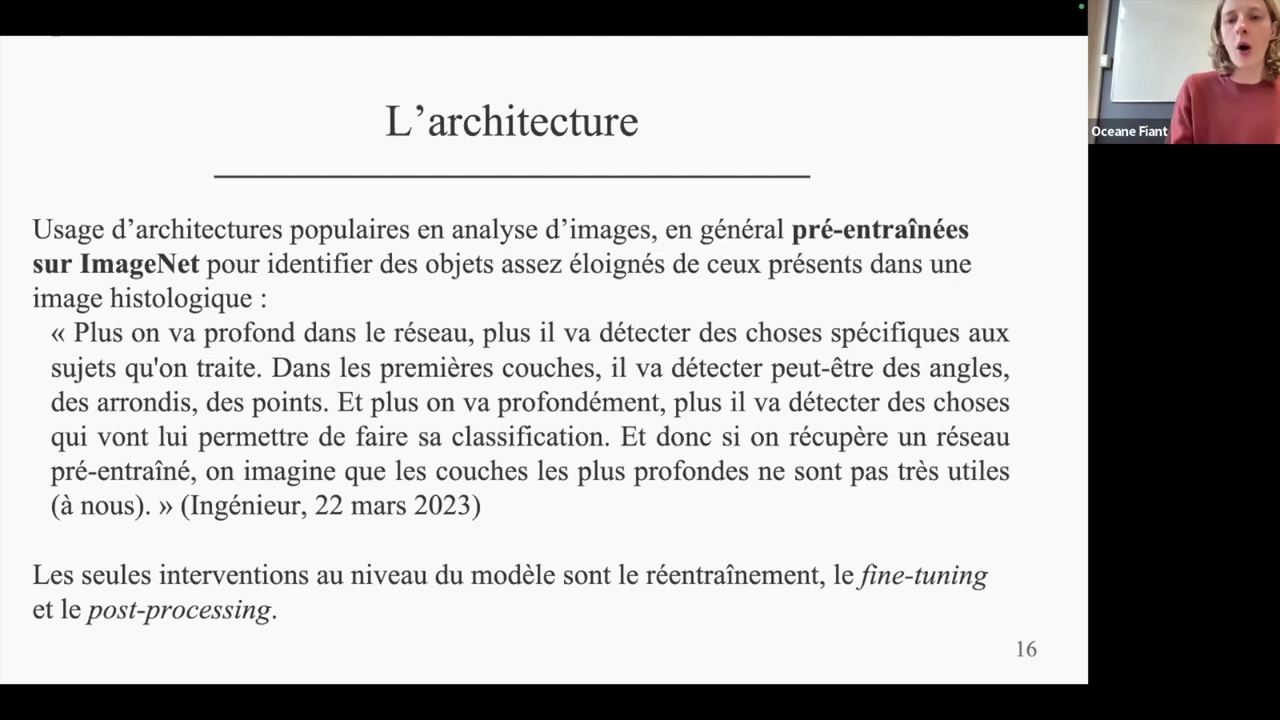 L’architecture
Usage d’architectures populaires en analyse d’images, en général pré-entraînées
sur ImageNet pour identifier des objets assez éloignés de ceux présents dans une
image histologique :
« Plus on va profond dans le réseau, plus il va détecter des choses spécifiques aux
sujets qu'on traite. Dans les premières couches, il va détecter peut-être des angles,
des arrondis, des points. Et plus on va profondément, plus il va détecter des choses
qui vont lui permettre de faire sa classification. Et donc si on récupère un réseau
pré-entraîné, on imagine que les couches les plus profondes ne sont pas très utiles
(à nous). » (Ingénieur, 22 mars 2023)
Les seules interventions au niveau du modèle sont le réentraînement, le fine-tuning
et le post-processing.
16
Oceane Fiant